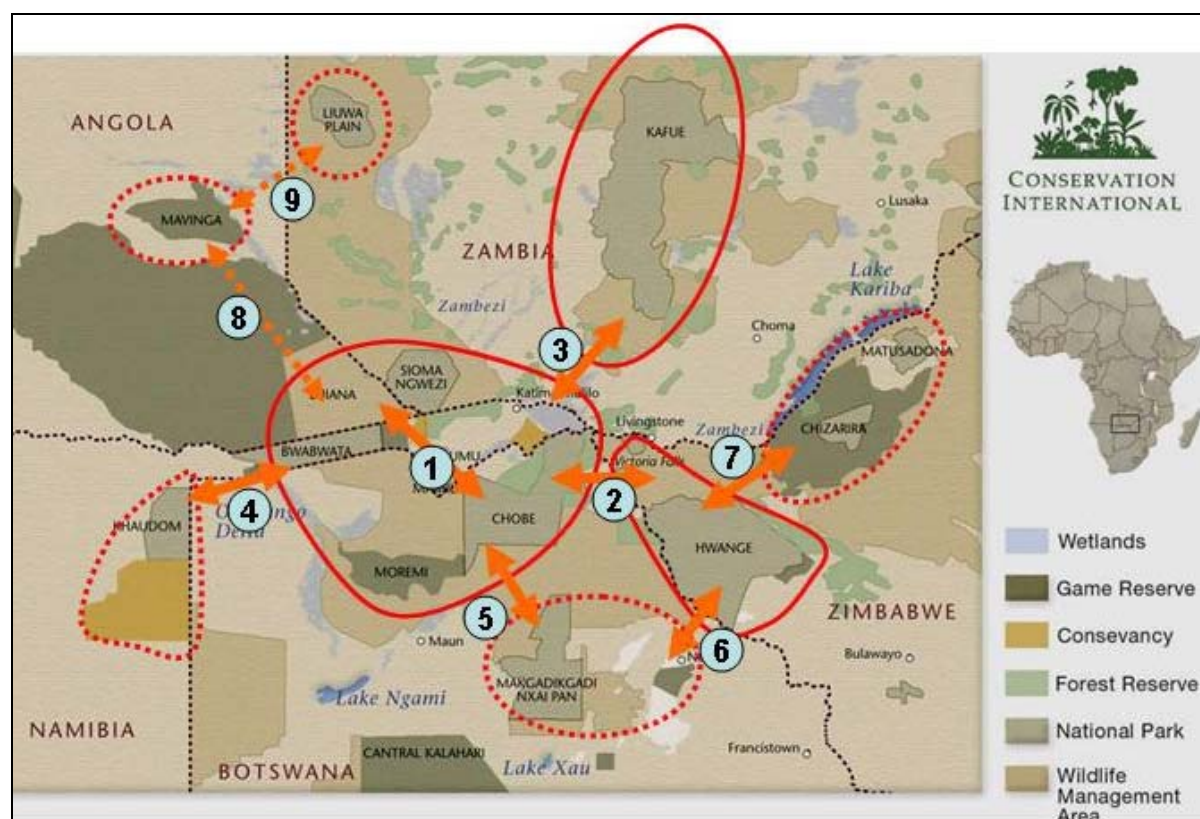 ANGOLA
LIUWA
PLAIN
KAFUE
9
MAVINGA
Lusaka
ZAMBIA
Lake
Kariba
Zambezi
8
Choma
3
MATUSADONA
SIOMA
NGWEZI
Livingstone
Zambezi
CHIZARIRA
BWABWATA
1
7
Victoria Falls
2
4
KHAUDOM
Delta
CHOBE
HWANGE
MOREMI
5
ZIMBABWE
Maun
6
Bulawayo
MAKGADIKGADI
NXAI PAN
Lake Ngami
NAMIBIA
Francistown
CANTRAL KALAHARI
BOTSWANA
Lake Xau
CONSERVATION
INTERNATIONAL
Wetlands
Game Reserve
Consevancy
Forest Reserve
National Park
Wildlife
Management
Area